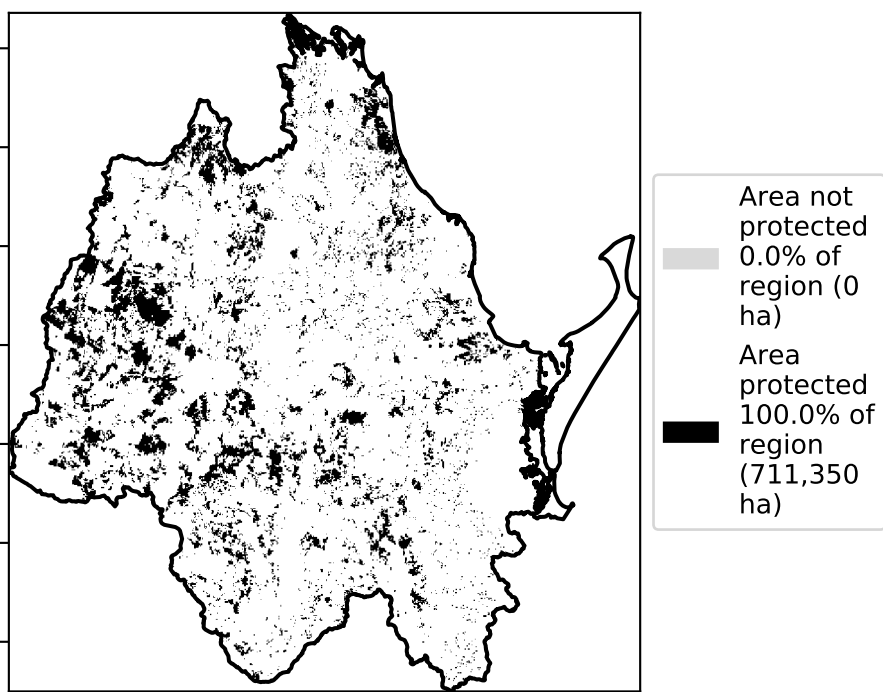 Area not
protected
0.0% of
region (0
ha)
Area
protected
100.0% of
region
(711,350
ha)